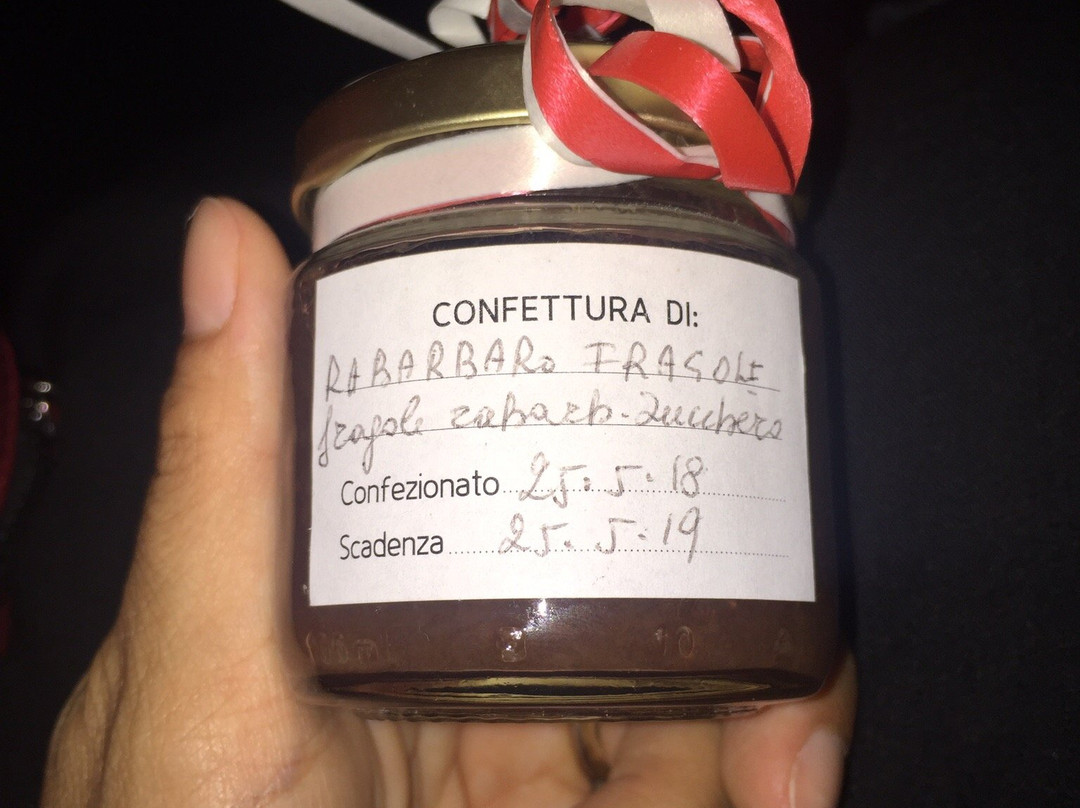 CONFETTURA DI:
RABARBARO FRAGOLE
fragole rabarb. Zucchero
Confezionato 25.5.18
Scadenza 25.5.19